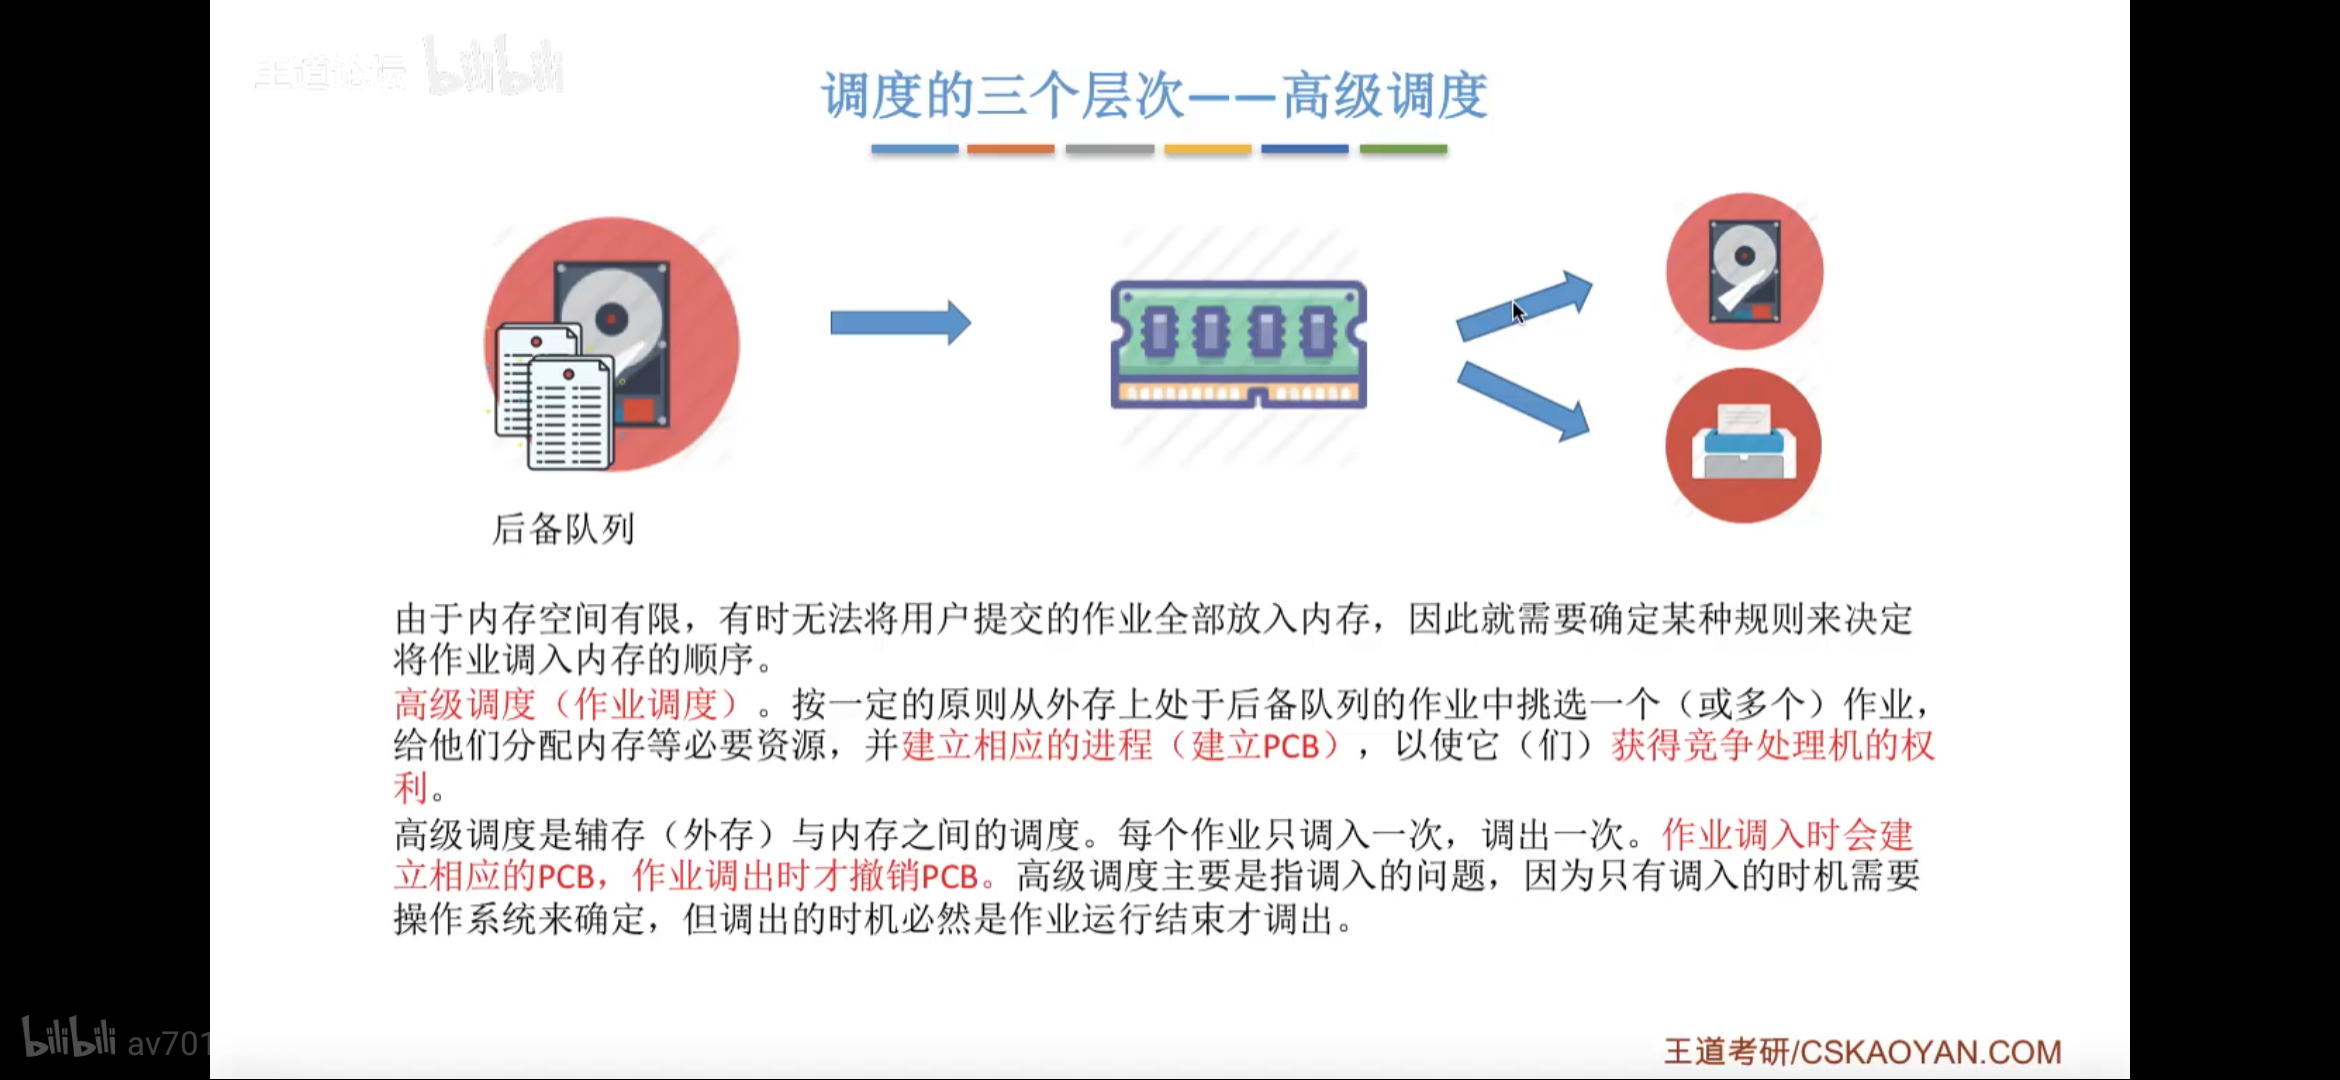 王道论坛 bilibili
调度的三个层次——高级调度
后备队列
由于内存空间有限，有时无法将用户提交的作业全部放入内存，因此就需要确定某种规则来决定
将作业调入内存的顺序。
高级调度（作业调度）。按一定的原则从外存上处于后备队列的作业中挑选一个（或多个）作业，
给他们分配内存等必要资源，并建立相应的进程（建立PCB），以使它（们）获得竞争处理机的权
利。
高级调度是辅存（外存）与内存之间的调度。每个作业只调入一次，调出一次。作业调入时会建
立相应的PCB，作业调出时才撤销PCB。高级调度主要是指调入的问题，因为只有调入的时机需要
操作系统来确定，但调出的时机必然是作业运行结束才调出。
bilibili av701
王道考研/CSKAOYAN.COM